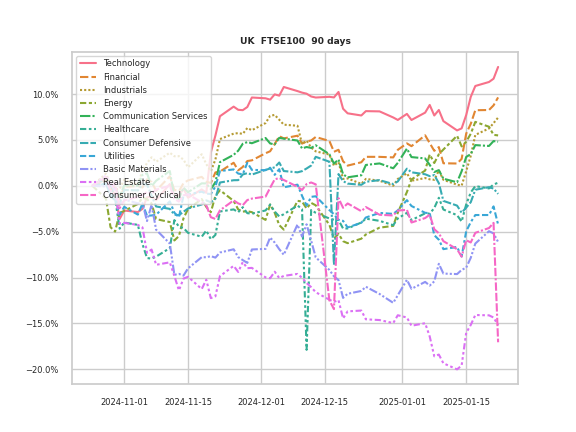 UK  FTSE100  90 days
Technology
Financial
Industrials
Energy
Communication Services
Healthcare
Consumer Defensive
Utilities
Basic Materials
Real Estate
Consumer Cyclical
10.0%
5.0%
0.0%
−5.0%
−10.0%
−15.0%
−20.0%
2024-11-01 2024-11-15 2024-12-01 2024-12-15 2025-01-01 2025-01-15